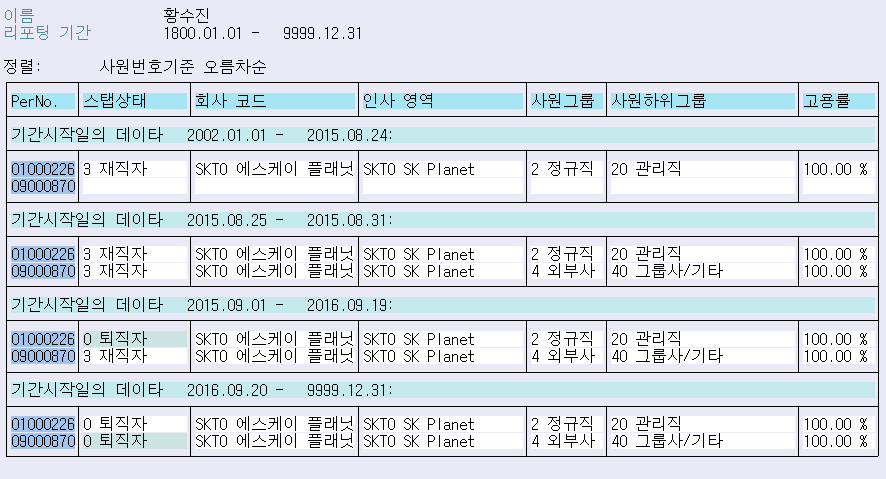 이름 황수진
리포팅 기간 1800.01.01 - 9999.12.31
정렬: 사원번호기준 오름차순
PerNo. 스탭상태 회사 코드 인사 영역 사원그룹 사원하위그룹 고용률
기간시작일의 데이타 2002.01.01 - 2015.08.24:
01000226 3 재직자 SKTO 에스케이 플래닛 SKTO SK Planet 2 정규직 20 관리직 100.00 %
09000870
기간시작일의 데이타 2015.08.25 - 2015.08.31:
01000226 3 재직자 SKTO 에스케이 플래닛 SKTO SK Planet 2 정규직 20 관리직 100.00 %
09000870 3 재직자 SKTO 에스케이 플래닛 SKTO SK Planet 4 외부사 40 그룹사/기타 100.00 %
기간시작일의 데이타 2015.09.01 - 2016.09.19:
01000226 0 퇴직자 SKTO 에스케이 플래닛 SKTO SK Planet 2 정규직 20 관리직 100.00 %
09000870 3 재직자 SKTO 에스케이 플래닛 SKTO SK Planet 4 외부사 40 그룹사/기타 100.00 %
기간시작일의 데이타 2016.09.20 - 9999.12.31:
01000226 0 퇴직자 SKTO 에스케이 플래닛 SKTO SK Planet 2 정규직 20 관리직 100.00 %
09000870 0 퇴직자 SKTO 에스케이 플래닛 SKTO SK Planet 4 외부사 40 그룹사/기타 100.00 %